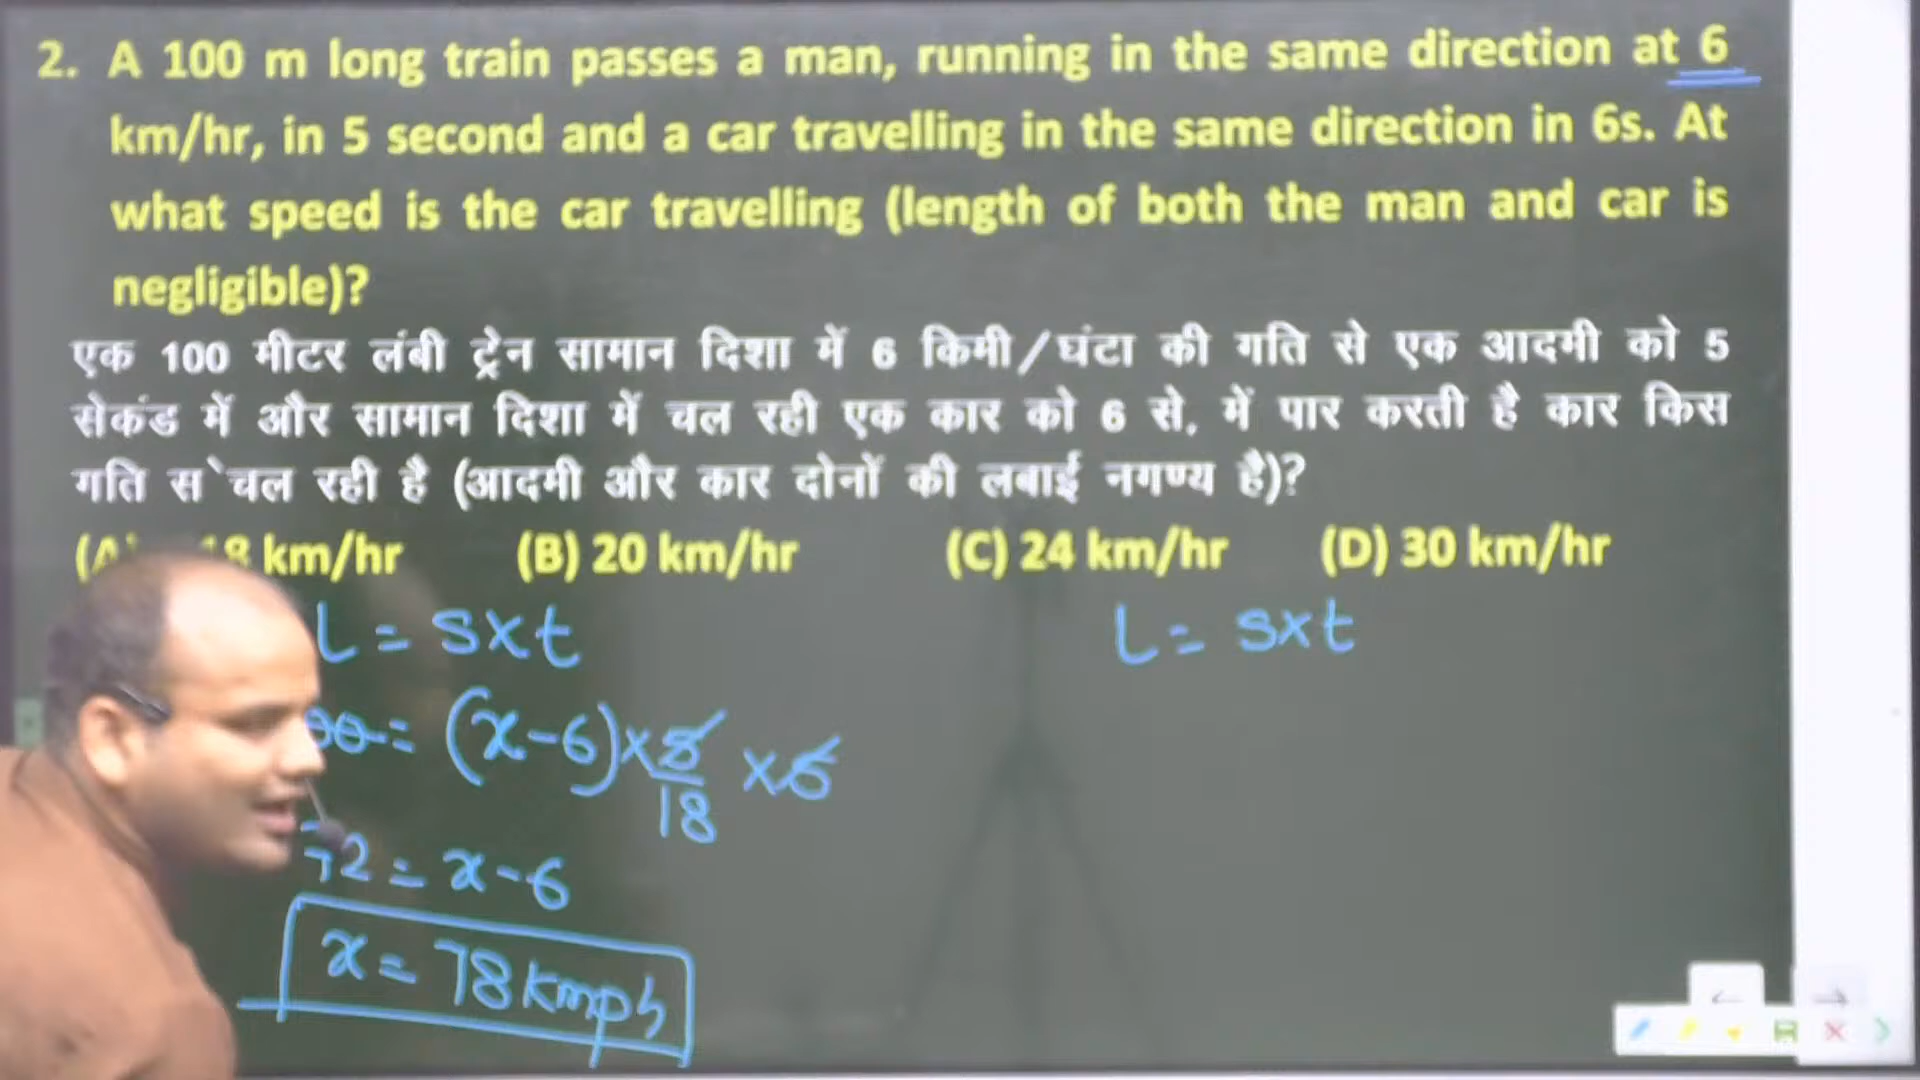 2. A 100 m long train passes a man, running in the same direction at 6
km/hr, in 5 second and a car travelling in the same direction in 6s. At
what speed is the car travelling (length of both the man and car is
negligible)?
एक 100 मीटर लंबी ट्रेन सामान दिशा में 6 किमी/घंटा की गति से एक आदमी को 5
सेकंड में और सामान दिशा में चल रही एक कार को 6 से. में पार करती है कार किस
गति स`े चल रही है (आदमी और कार दोनों की लबाई नगण्य है)?
18 km/hr (B) 20 km/hr (C) 24 km/hr (D) 30 km/hr
L = s×t L = s×t
= (x-6)×5/18 ×
72 = x-6
x = 78 kmph